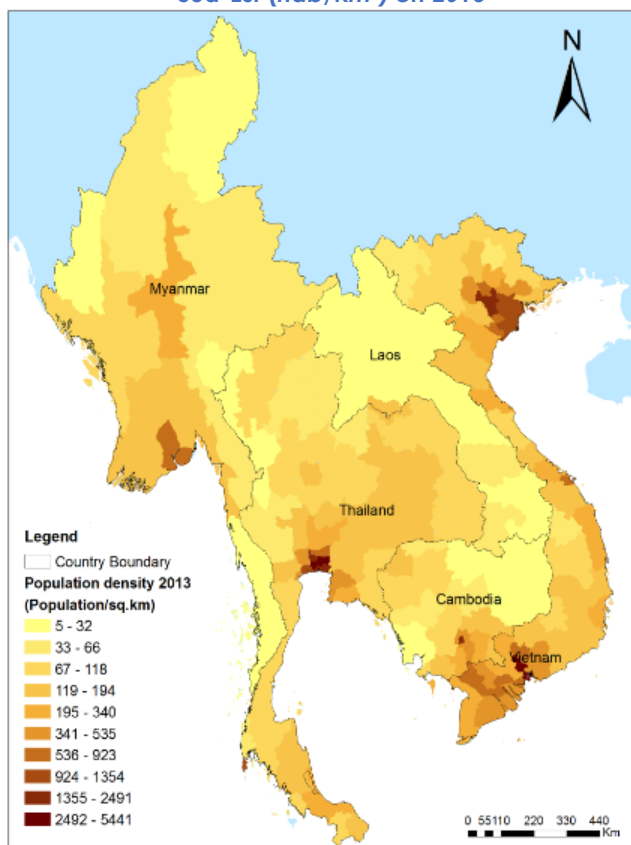 N
Myanmar
Laos
Thailand
Cambodia
Vietnam
Legend
Country Boundary
Population density 2013
(Population/sq.km)
5 - 32
33 - 66
67 - 118
119 - 194
195 - 340
341 - 535
536 - 923
924 - 1354
1355 - 2491
2492 - 5441
0 55110 220 330 440
Km